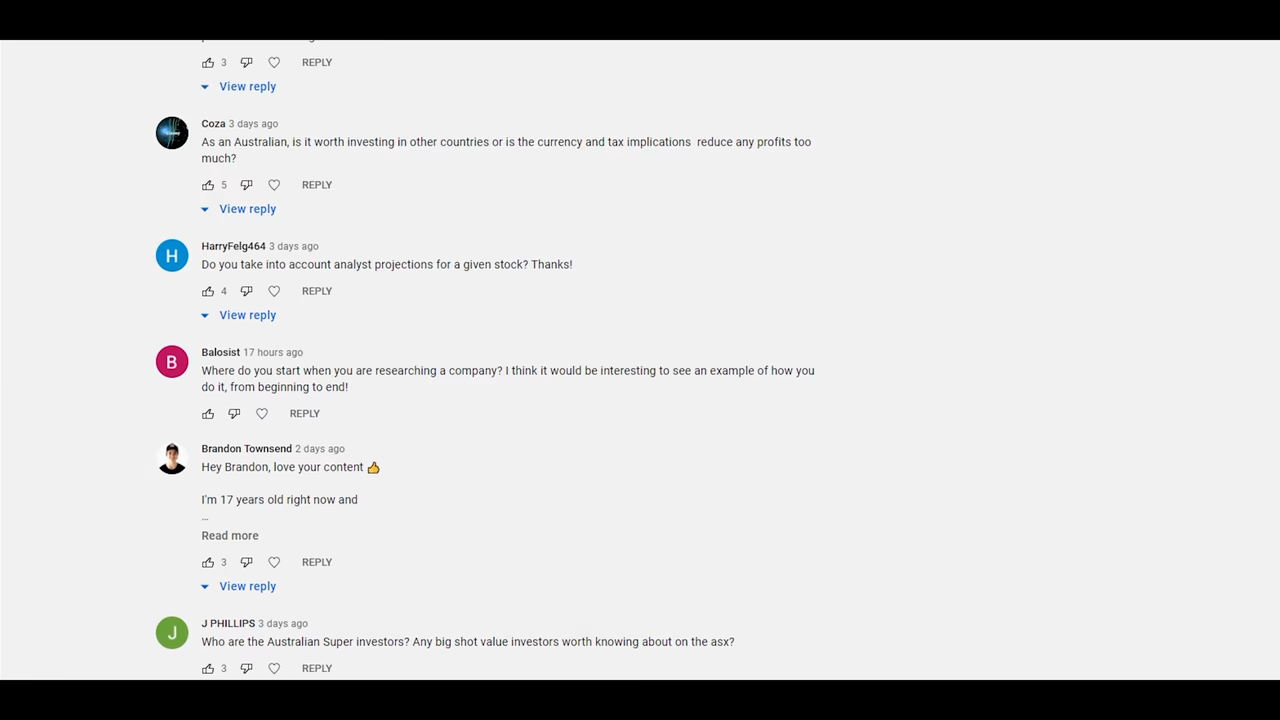 3 REPLY
View reply
Coza 3 days ago
As an Australian, is it worth investing in other countries or is the currency and tax implications reduce any profits too
much?
5 REPLY
View reply
H
HarryFelg464 3 days ago
Do you take into account analyst projections for a given stock? Thanks!
4 REPLY
View reply
B
Balosist 17 hours ago
Where do you start when you are researching a company? I think it would be interesting to see an example of how you
do it, from beginning to end!
REPLY
Brandon Townsend 2 days ago
Hey Brandon, love your content 👍
I'm 17 years old right now and
...
Read more
3 REPLY
View reply
J
J PHILLIPS 3 days ago
Who are the Australian Super investors? Any big shot value investors worth knowing about on the asx?
3 REPLY